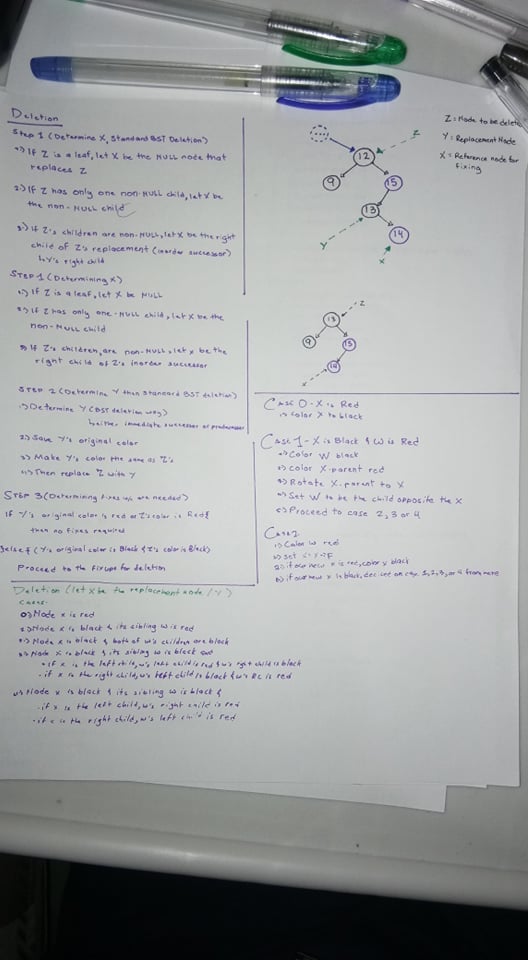 Deletion
Step 1 (Determine X, Standard BST Deletion)
1) If Z is a leaf, let X be the NULL node that
replaces Z
2) If Z has only one non-NULL child, let X be
the non-NULL child
3) If Z's children are non-NULL, let X be the right
child of Z's replacement (inorder successor)
Y's right child
STEP 1 (Determining X)
1) If Z is a leaf, let X be NULL
2) If Z has only one non-NULL child, let X be the
non-NULL child
3) If Z's children, are non-NULL, let X be the
right child of Z's inorder successor
STEP 2 (Determine Y then Standard BST deletion)
1) Determine Y (BST deletion way)
either immediate successor or predecessor
2) Save Y's original color
3) Make Y's color the same as Z's
4) Then replace Z with Y
STEP 3 (Determining fixes if are needed)
If Y's original color is red or Z's color is Red{
then no fixes required
}else{ (Y's original color is Black & Z's color is Black)
Proceed to the fixups for deletion
Deletion (let X be the replacement node / Y)
Cases:
0) Node X is red
1) Node X is black & its sibling W is red
2) Node X is black & both of W's children are black
3) Node X is black & its sibling W is black
· if X is the left child, W's left child is red & W's right child is black
· if X is the right child, W's left child is black & W's RC is red
4) Node X is black & its sibling W is black &
· if X is the left child, W's right child is red
· if X is the right child, W's left child is red
Z = Node to be delete
Y = Replacement Node
X = Reference node for
fixing
Z
12
9
15
13
Y
14
X
Z
13
9
15
14
X
CASE 0 - X is Red
1) Color X to black
CASE 1 - X is Black & W is Red
1) Color W black
2) Color X.parent red
3) Rotate X.parent to X
4) Set W to be the child opposite the X
5) Proceed to case 2, 3 or 4
CASE 2
1) Color W red
2) Set
3) if our new X is red, color X black
4) if our new X is black, decide on case 1, 2, 3, or 4 from here